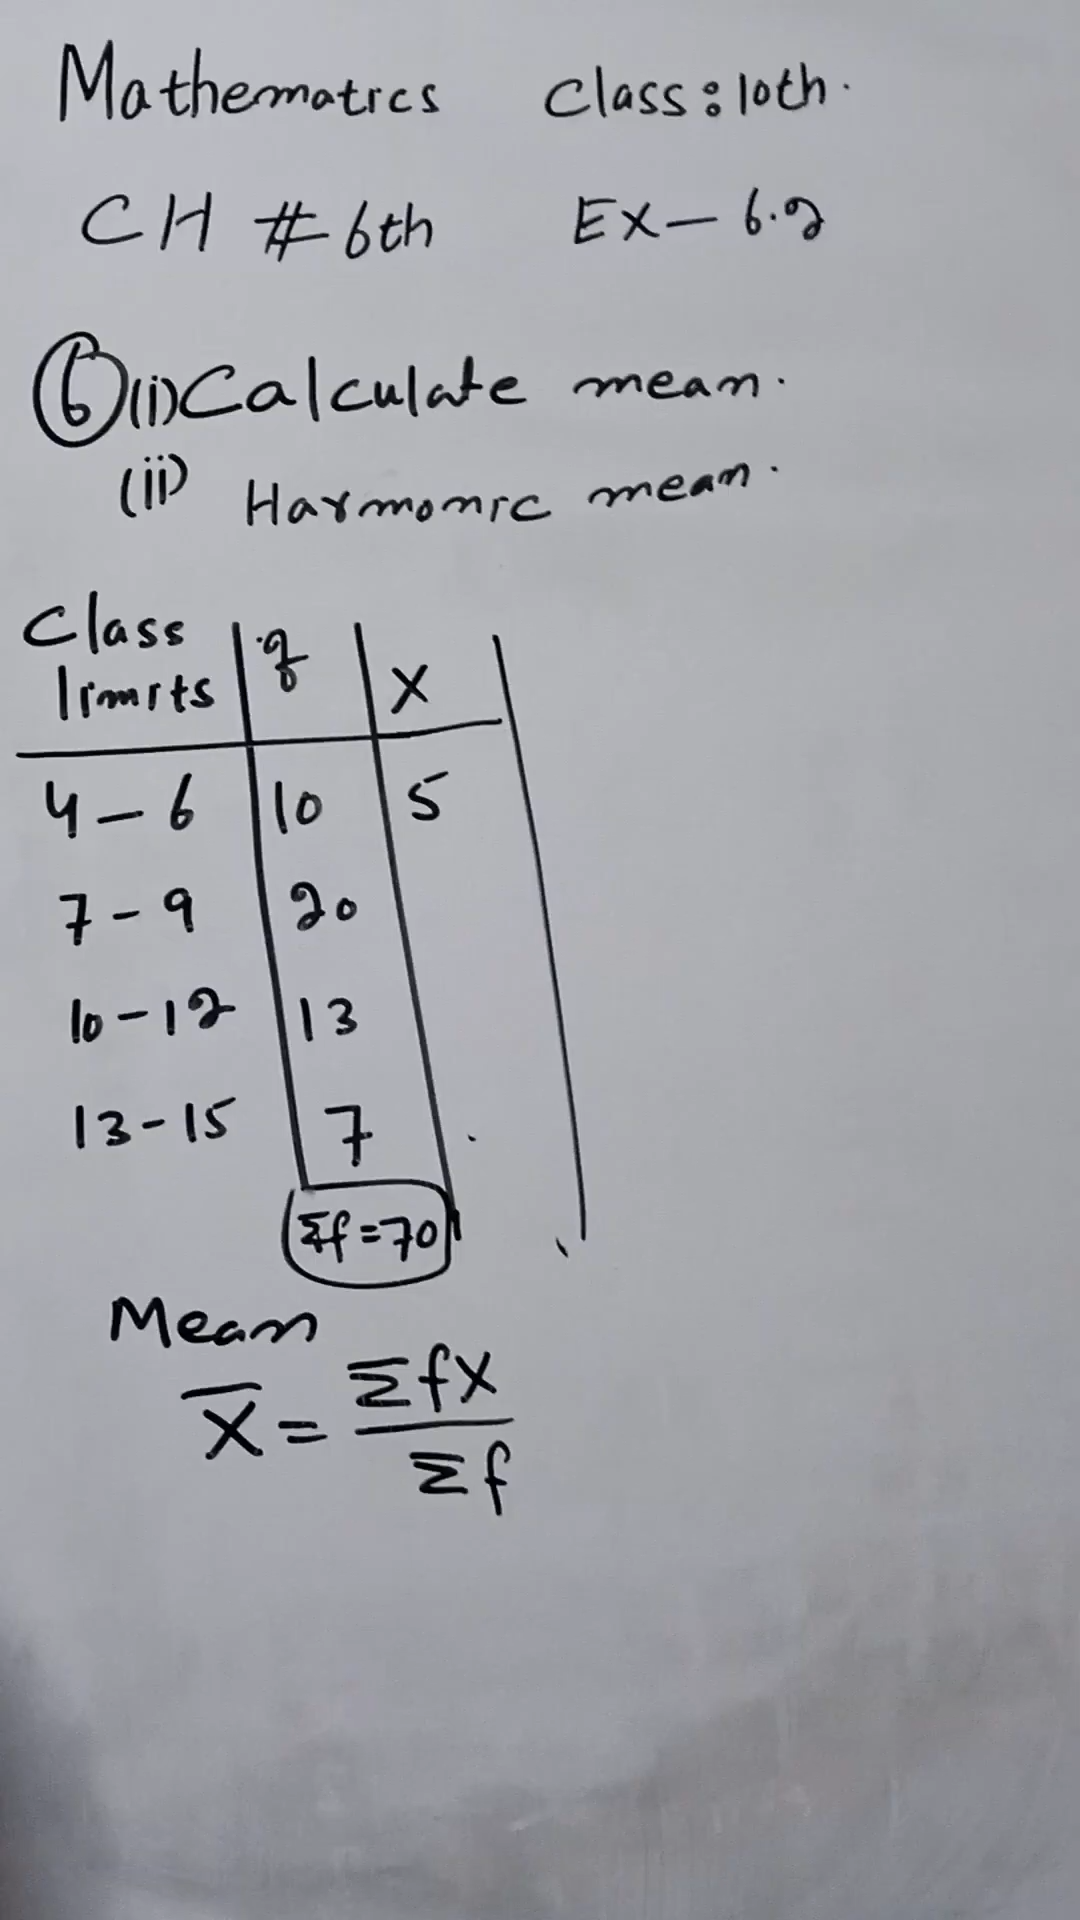 Mathematics Class: 10th.
CH # 6th EX- 6.2
6 (i) Calculate mean.
(ii) Harmonic mean.
Class limits f X
4-6 10 5
7-9 20
10-12 13
13-15 7
Σf=70
Mean
X̄ = ΣfX / Σf